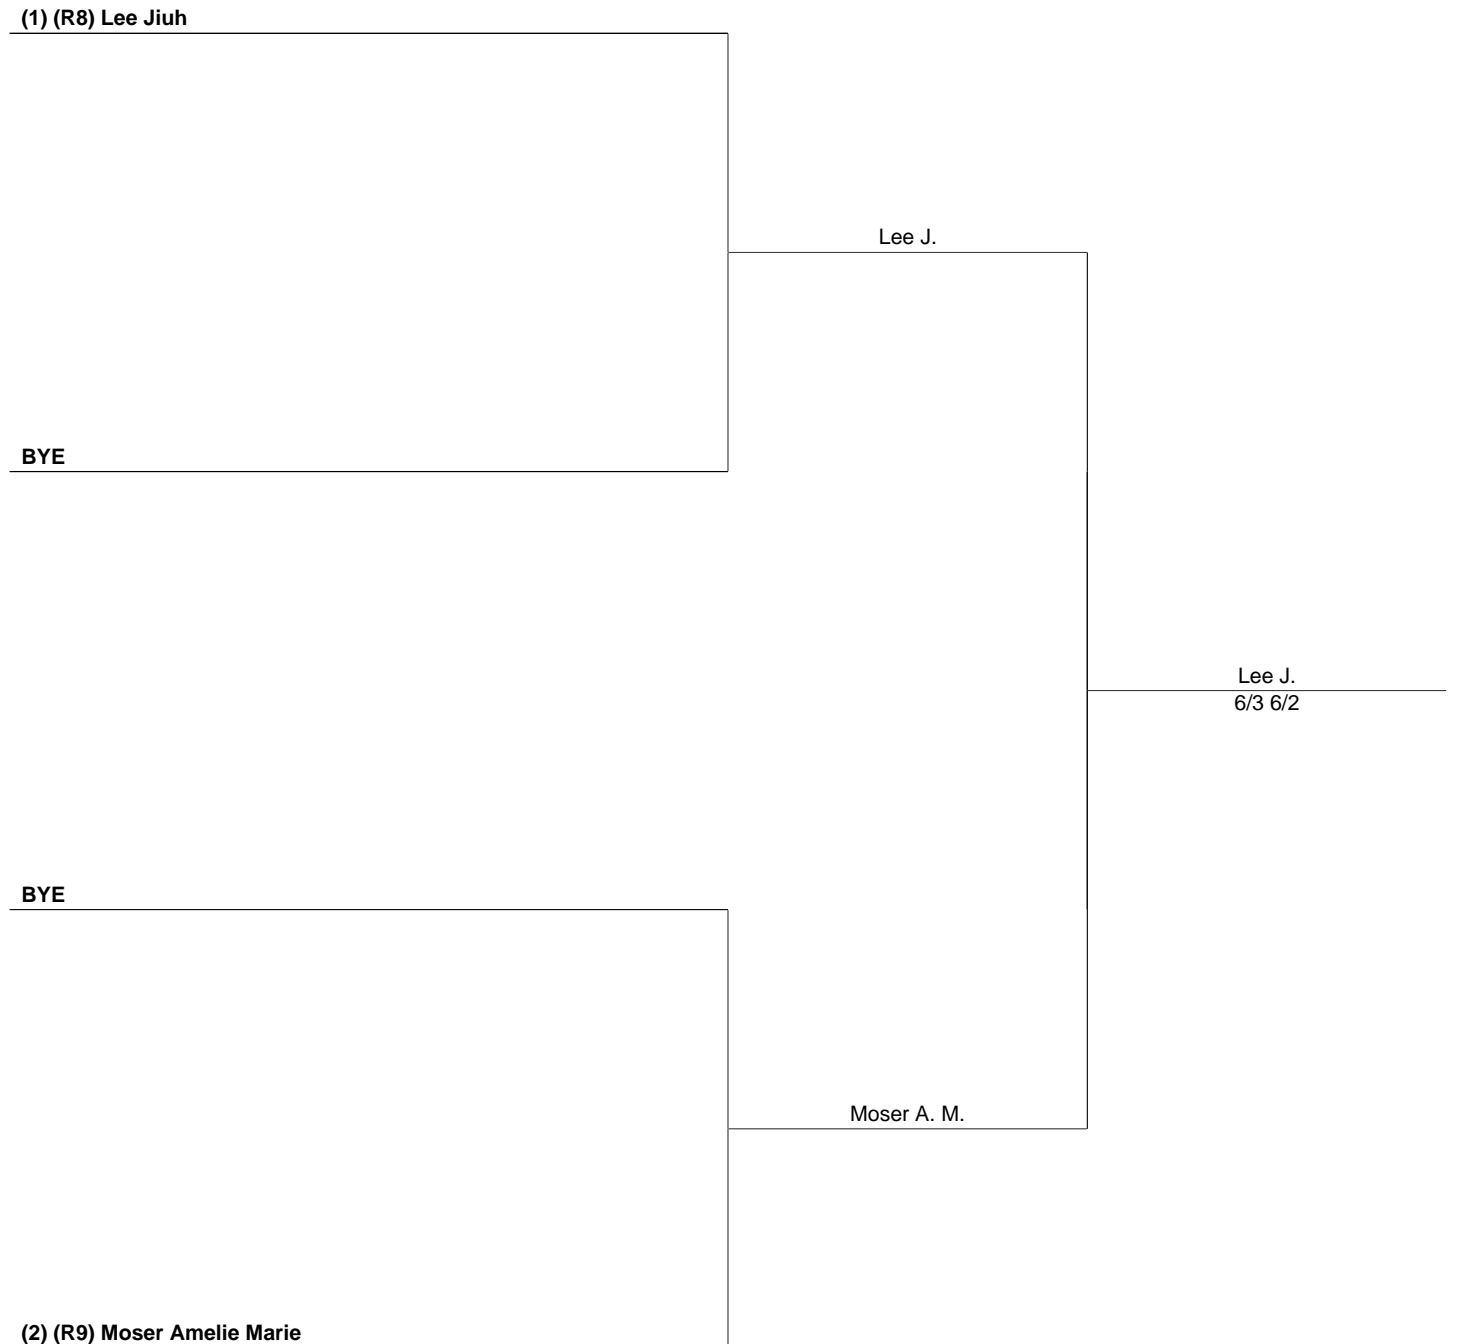 (1) (R8) Lee Jiuh
Lee J.
BYE
Lee J.
6/3 6/2
BYE
Moser A. M.
(2) (R9) Moser Amelie Marie